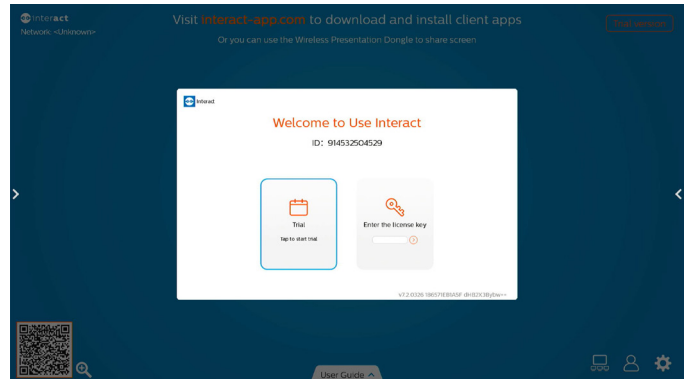 interact
Network <Unknown>
Visit interact-app.com to download and install client apps
Or you can use the Wireless Presentation Dongle to share screen
Trial version
Interact
Welcome to Use Interact
ID: 914532504529
Trial
Tap to start trial
Enter the license key
User Guide